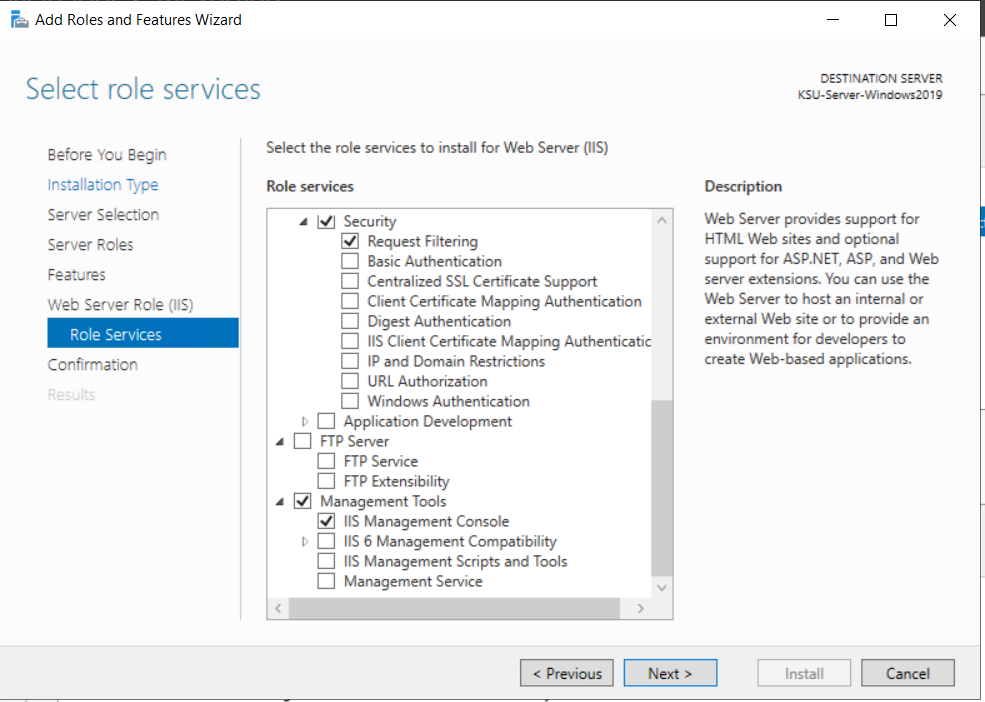 Add Roles and Features Wizard
Select role services
DESTINATION SERVER
KSU-Server-Windows2019
Before You Begin
Installation Type
Server Selection
Server Roles
Features
Web Server Role (IIS)
Role Services
Confirmation
Results
Select the role services to install for Web Server (IIS)
Role services
Security
Request Filtering
Basic Authentication
Centralized SSL Certificate Support
Client Certificate Mapping Authentication
Digest Authentication
IIS Client Certificate Mapping Authenticatic
IP and Domain Restrictions
URL Authorization
Windows Authentication
Application Development
FTP Server
FTP Service
FTP Extensibility
Management Tools
IIS Management Console
IIS 6 Management Compatibility
IIS Management Scripts and Tools
Management Service
Description
Web Server provides support for
HTML Web sites and optional
support for ASP.NET, ASP, and Web
server extensions. You can use the
Web Server to host an internal or
external Web site or to provide an
environment for developers to
create Web-based applications.
< Previous
Next >
Install
Cancel